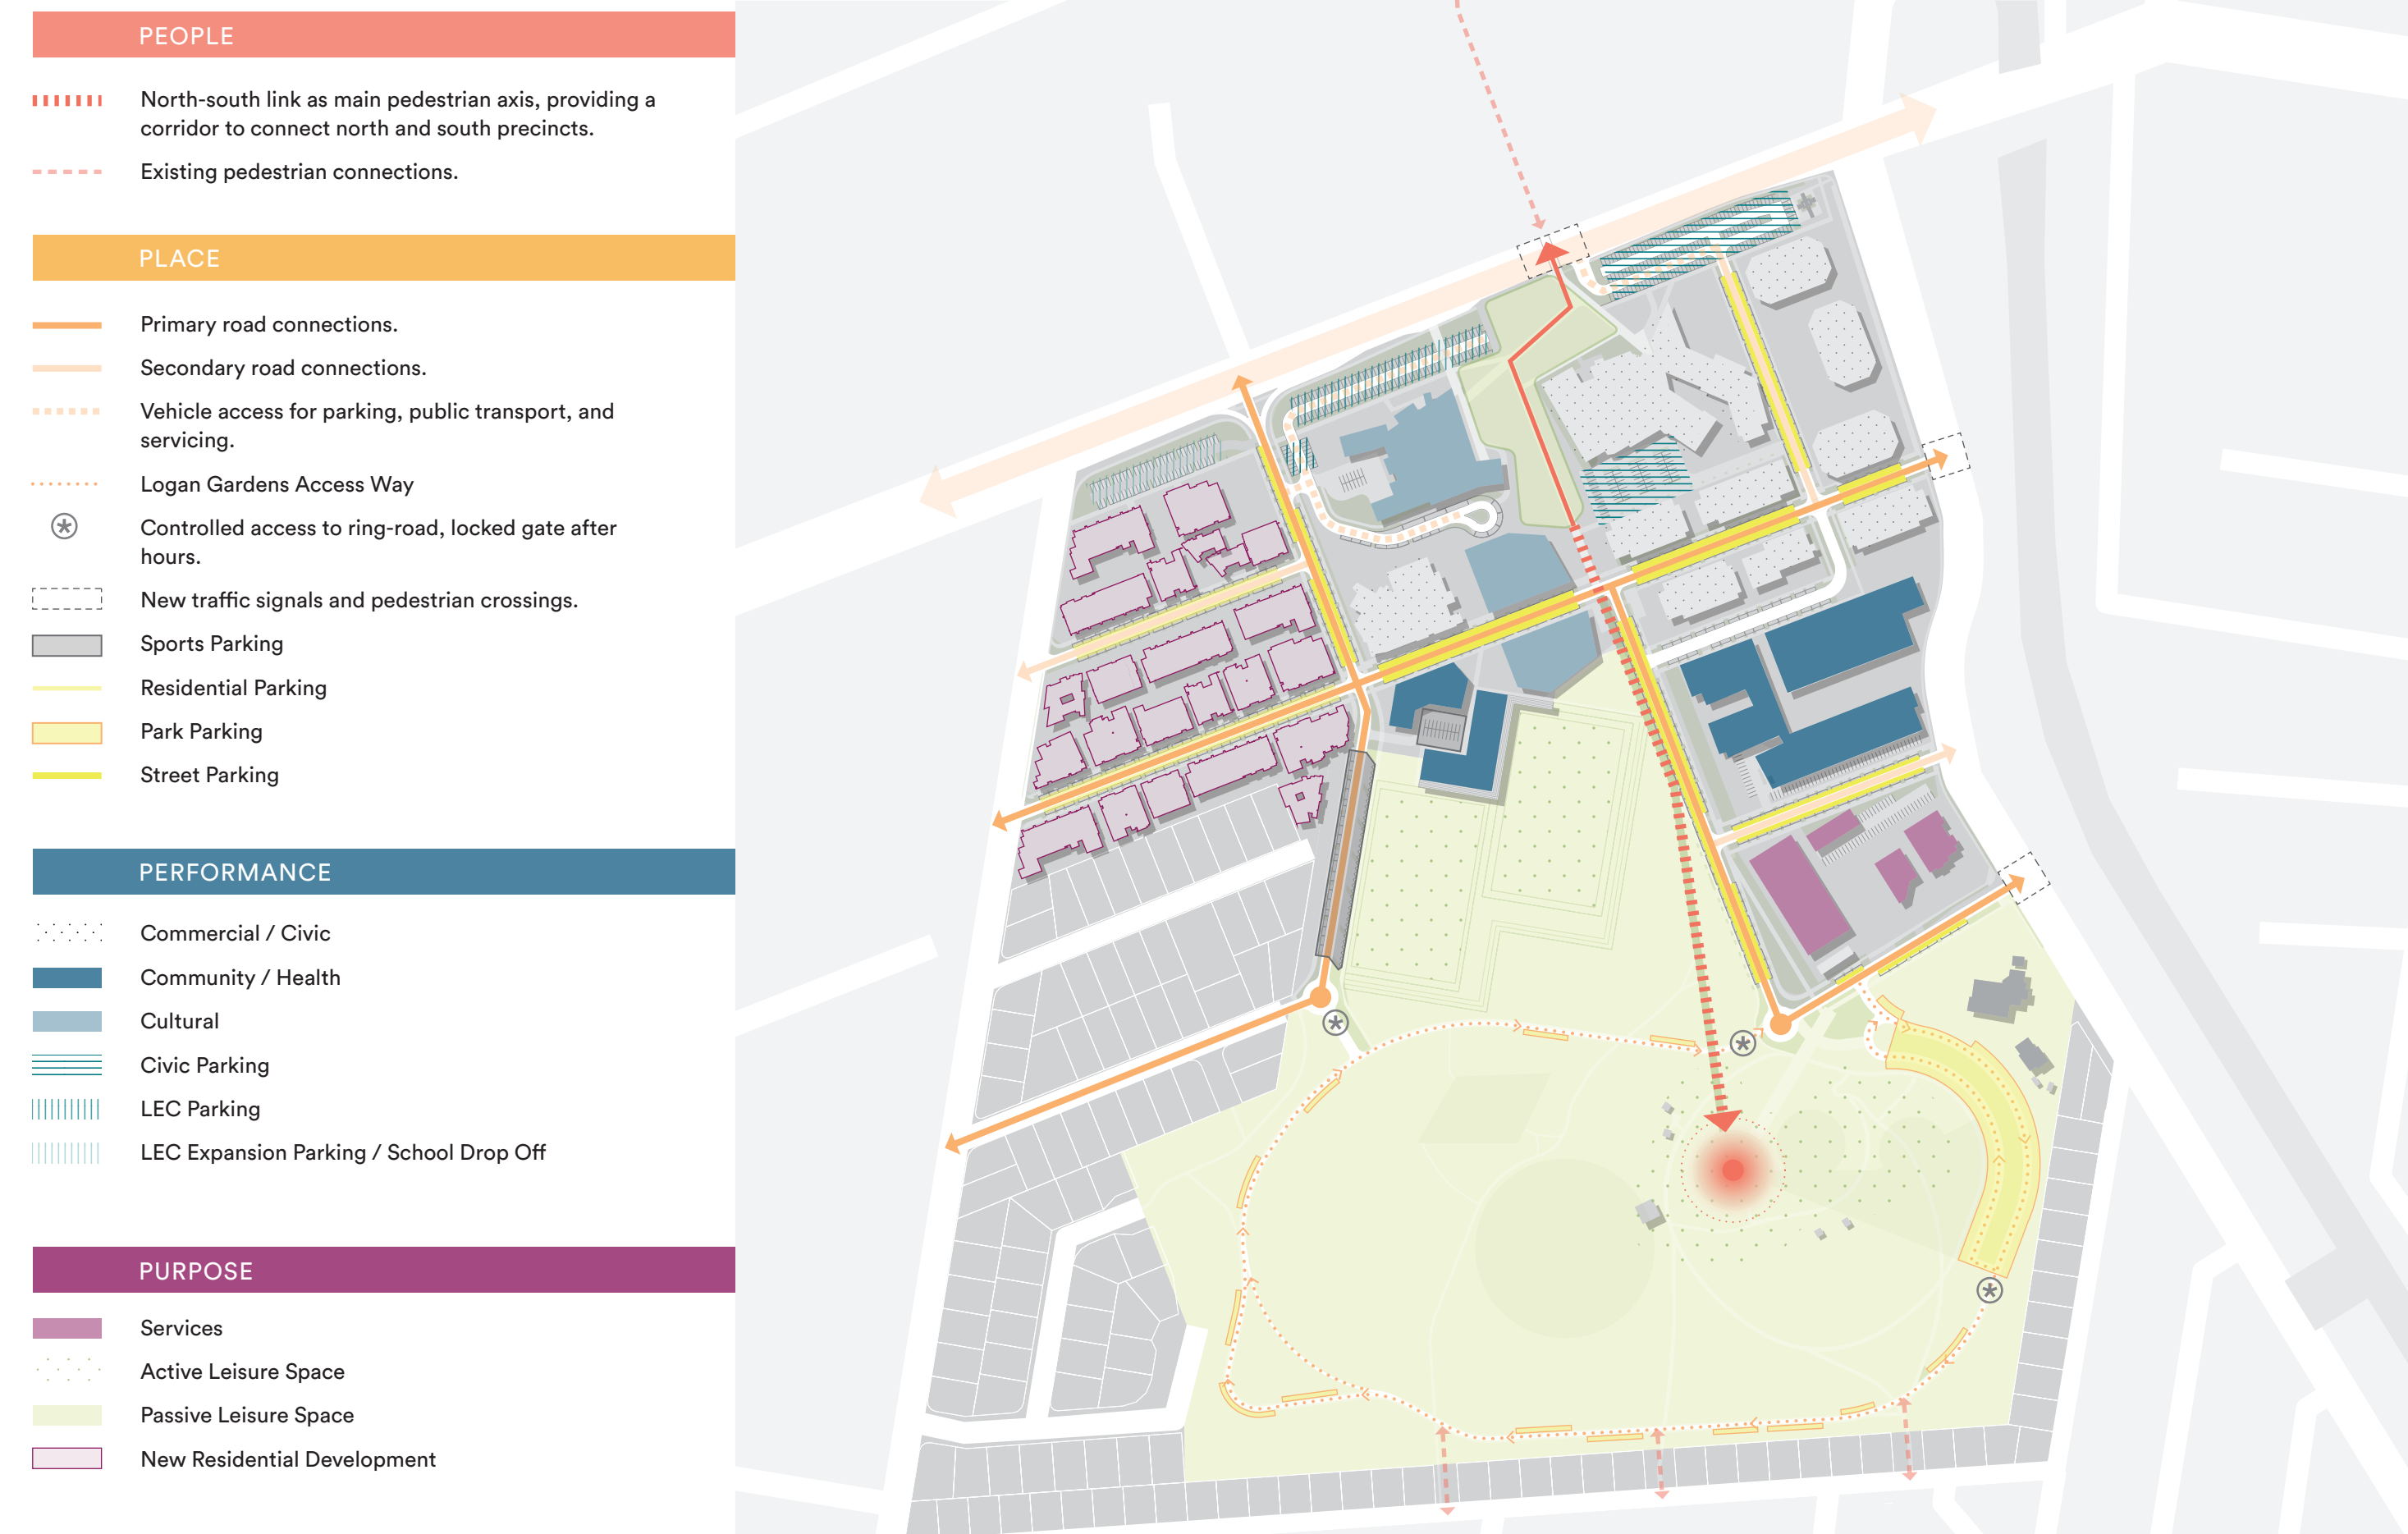 PEOPLE
North-south link as main pedestrian axis, providing a
corridor to connect north and south precincts.
Existing pedestrian connections.
PLACE
Primary road connections.
Secondary road connections.
Vehicle access for parking, public transport, and
servicing.
Logan Gardens Access Way
Controlled access to ring-road, locked gate after
hours.
New traffic signals and pedestrian crossings.
Sports Parking
Residential Parking
Park Parking
Street Parking
PERFORMANCE
Commercial / Civic
Community / Health
Cultural
Civic Parking
LEC Parking
LEC Expansion Parking / School Drop Off
PURPOSE
Services
Active Leisure Space
Passive Leisure Space
New Residential Development